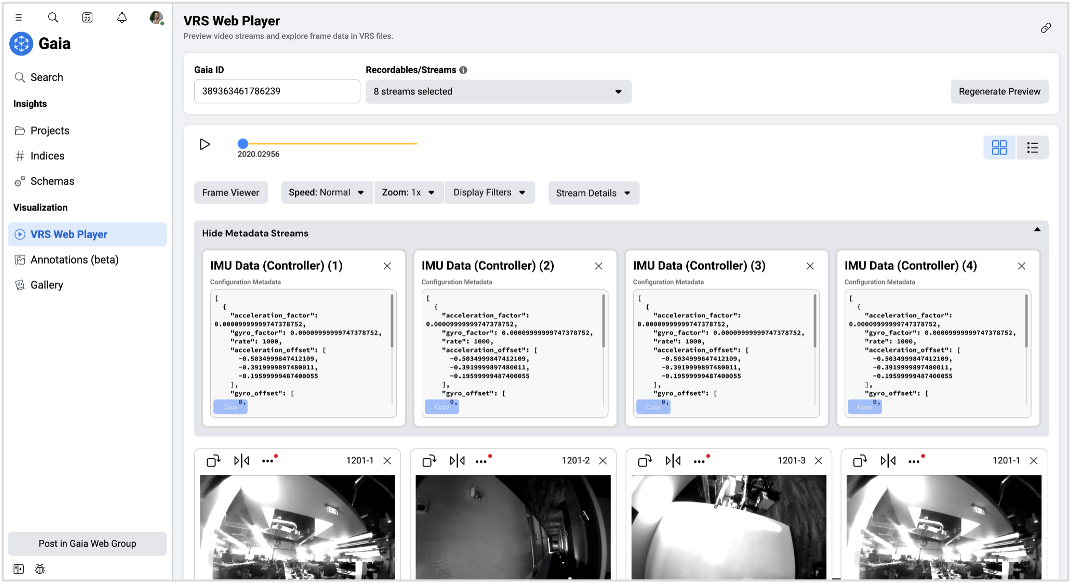 Gaia
Search
Insights
Projects
Indices
Schemas
Visualization
VRS Web Player
Annotations (beta)
Gallery
Post in Gaia Web Group
VRS Web Player
Preview video streams and explore frame data in VRS files.
Gaia ID
Recordables/Streams
389363461786239
8 streams selected
Regenerate Preview
2020.02956
Frame Viewer
Speed: Normal
Zoom: 1x
Display Filters
Stream Details
Hide Metadata Streams
IMU Data (Controller) (1)
Configuration Metadata
[
{
"acceleration_factor":
0.00009999999747378752,
"gyro_factor": 0.00009999999747378752,
"rate": 1000,
"acceleration_offset": [
-0.5034999847412109,
-0.3919999897480011,
-0.19599999487400055
],
"gyro_offset": [
0,
Copy
IMU Data (Controller) (2)
Configuration Metadata
[
{
"acceleration_factor":
0.00009999999747378752,
"gyro_factor": 0.00009999999747378752,
"rate": 1000,
"acceleration_offset": [
-0.5034999847412109,
-0.3919999897480011,
-0.19599999487400055
],
"gyro_offset": [
0,
Copy
IMU Data (Controller) (3)
Configuration Metadata
[
{
"acceleration_factor":
0.00009999999747378752,
"gyro_factor": 0.00009999999747378752,
"rate": 1000,
"acceleration_offset": [
-0.5034999847412109,
-0.3919999897480011,
-0.19599999487400055
],
"gyro_offset": [
0,
Copy
IMU Data (Controller) (4)
Configuration Metadata
[
{
"acceleration_factor":
0.00009999999747378752,
"gyro_factor": 0.00009999999747378752,
"rate": 1000,
"acceleration_offset": [
-0.5034999847412109,
-0.3919999897480011,
-0.19599999487400055
],
"gyro_offset": [
0,
Copy
1201-1
1201-2
1201-3
1201-1